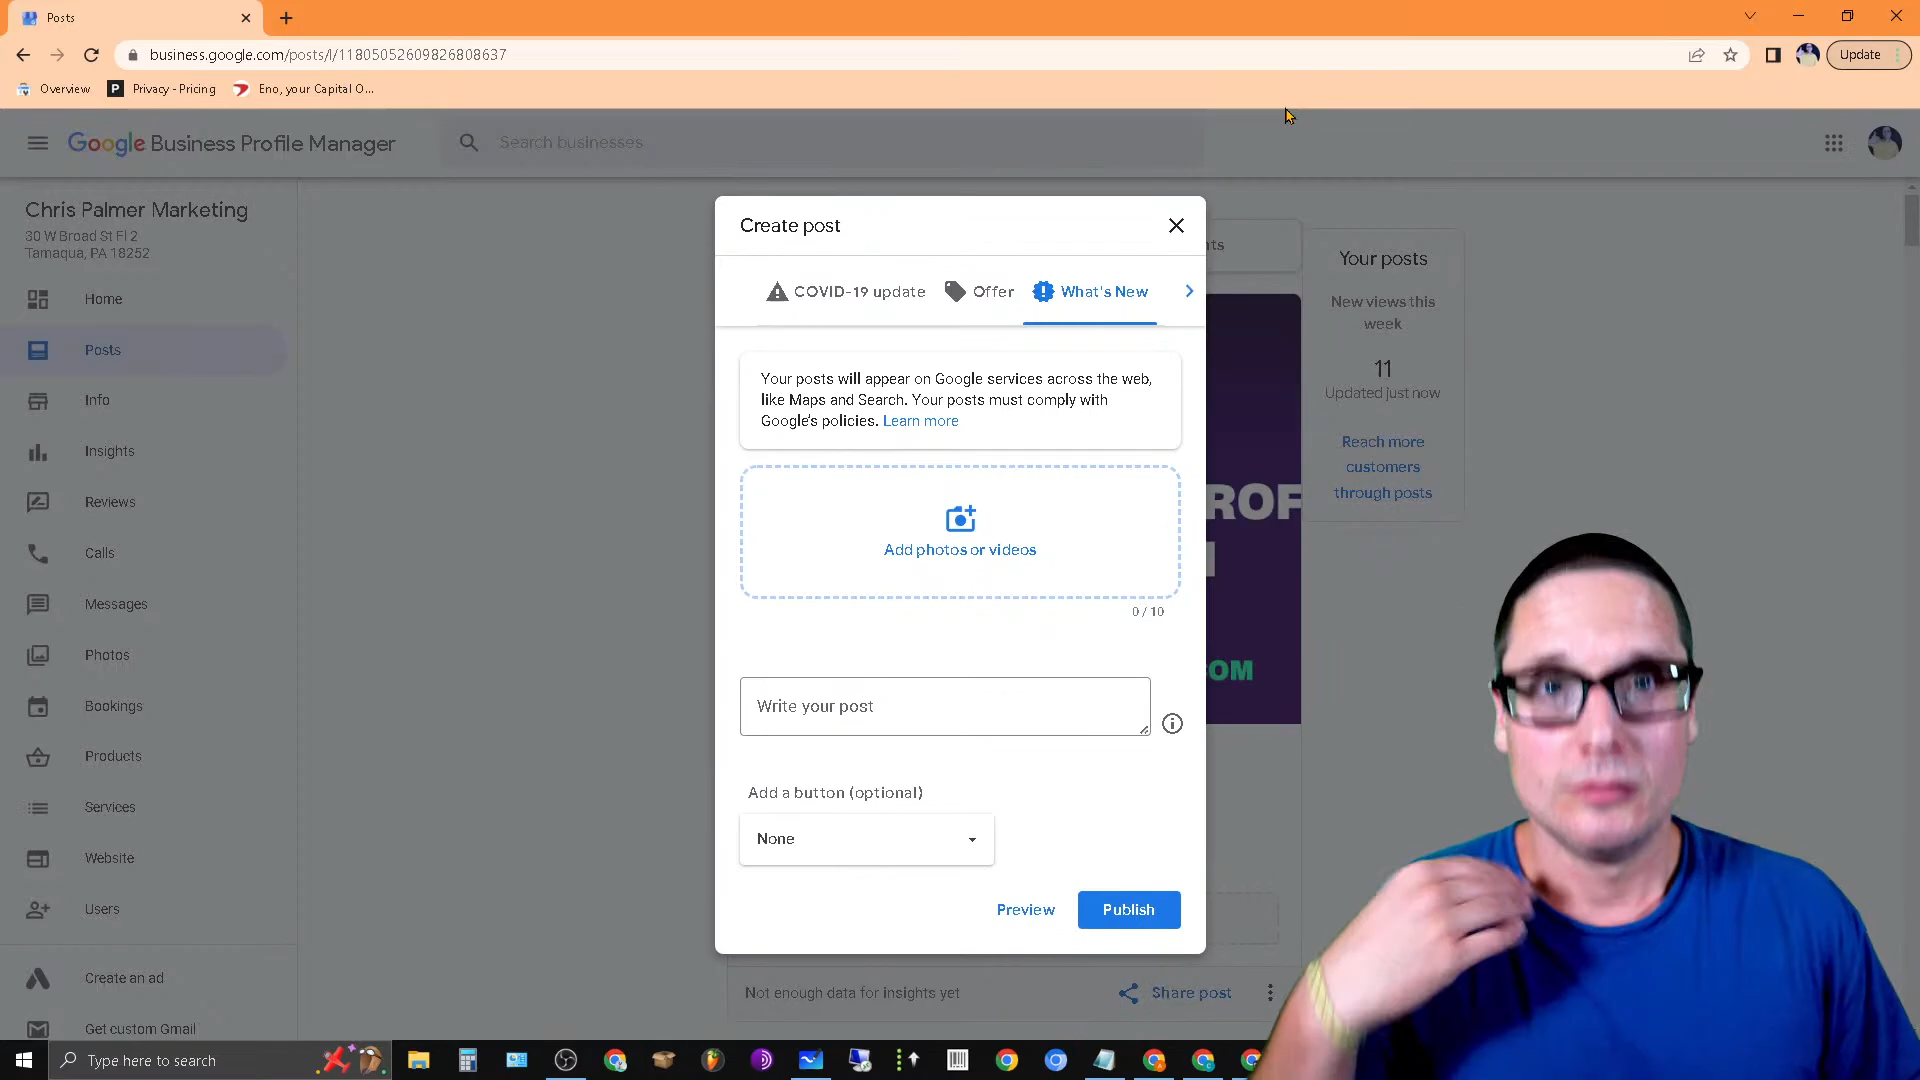 Posts
business.google.com/posts/l/11805052609826808637
Update
Overview
P Privacy - Pricing
Eno, your Capital O...
Google Business Profile Manager
Search businesses
Chris Palmer Marketing
30 W Broad St Fl 2
Tamaqua, PA 18252
Home
Posts
Info
Insights
Reviews
Calls
Messages
Photos
Bookings
Products
Services
Website
Users
Create an ad
Get custom Gmail
Create post
COVID-19 update
Offer
What's New
Your posts will appear on Google services across the web,
like Maps and Search. Your posts must comply with
Google's policies. Learn more
Add photos or videos
0 / 10
Write your post
Add a button (optional)
None
Preview
Publish
nts
ROF
COM
Not enough data for insights yet
Share post
Your posts
New views this
week
11
Updated just now
Reach more
customers
through posts
Type here to search